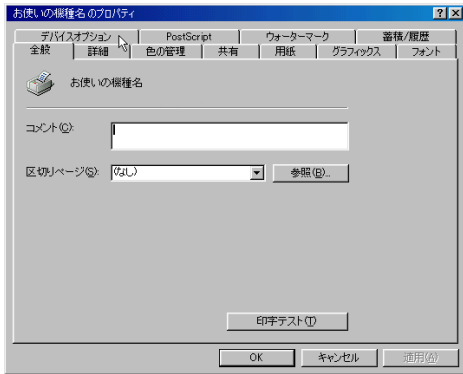 お使いの機種名 のプロパティ
デバイスオプション PostScript ウォーターマーク 蓄積/履歴
全般 詳細 色の管理 共有 用紙 グラフィックス フォント
お使いの機種名
コメント(C):
区切りページ(S): (なし) 参照(B)...
印字テスト(T)
OK キャンセル 適用(A)